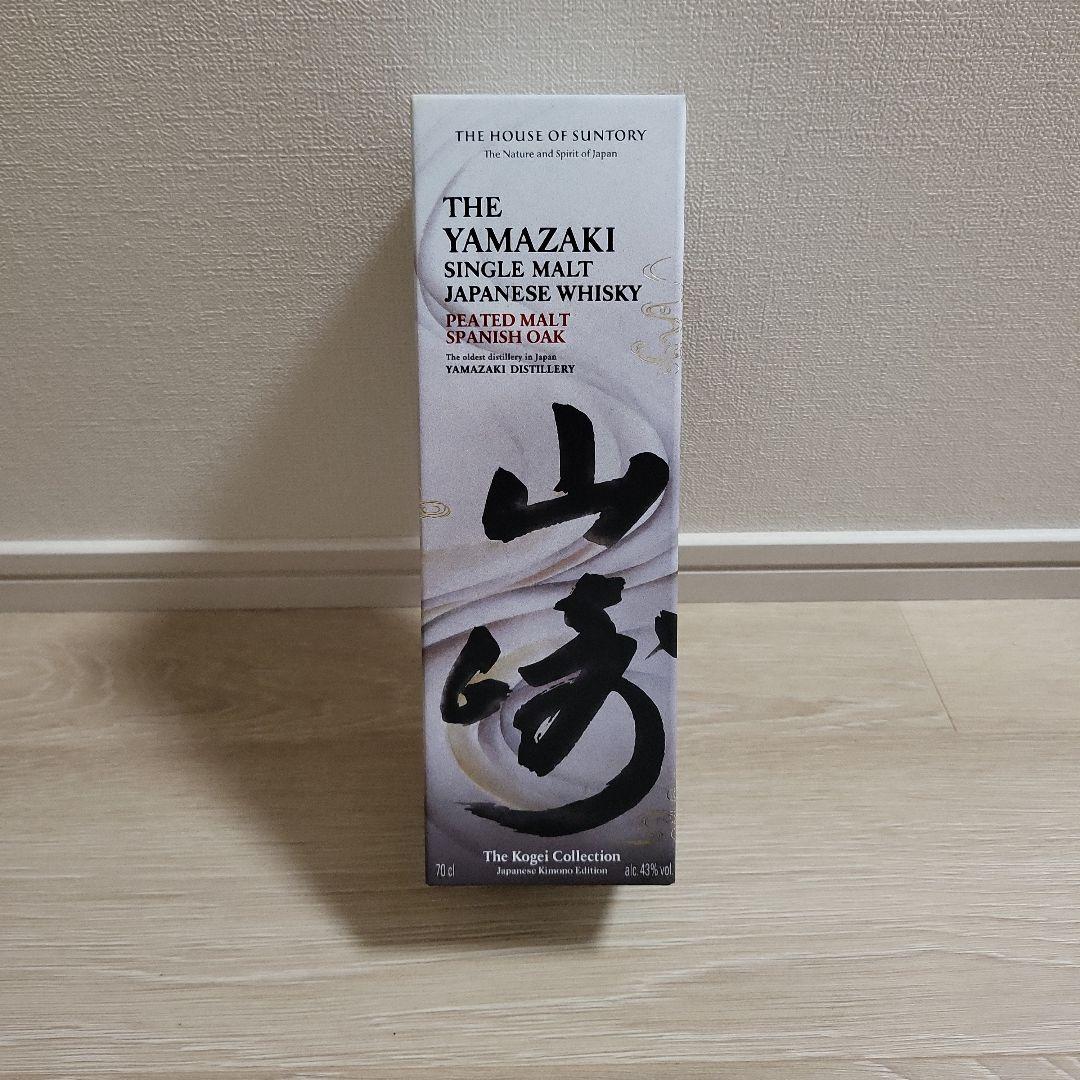 THE HOUSE OF SUNTORY
The Nature and Spirit of Japan
THE
YAMAZAKI
SINGLE MALT
JAPANESE WHISKY
PEATED MALT
SPANISH OAK
The oldest distillery in Japan
YAMAZAKI DISTILLERY
山
崎
The Kogei Collection
Japanese Kimono Edition
70 cl
alc. 43% vol.